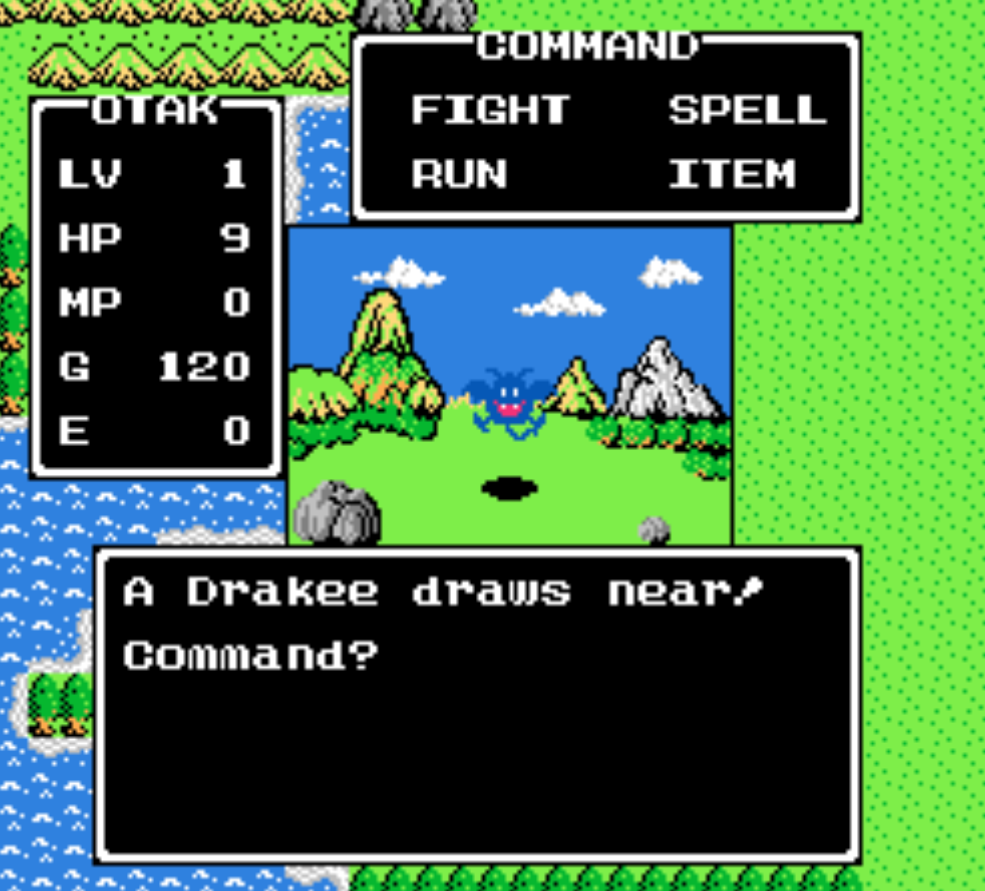 COMMAND
FIGHT SPELL
RUN ITEM
OTAK
LV 1
HP 9
MP 0
G 120
E 0
A Drakee draws near!
Command?